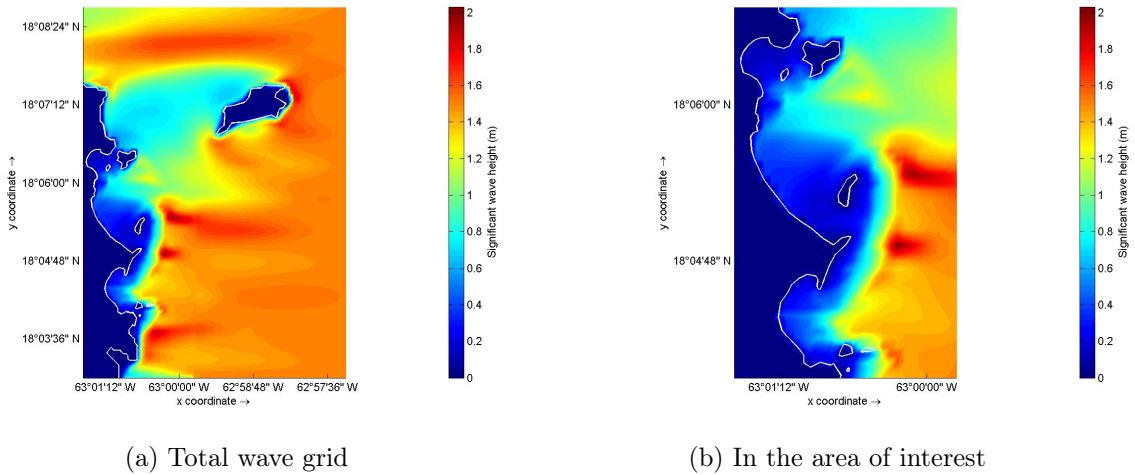 18°08'24" N
18°07'12" N
18°06'00" N
18°04'48" N
18°03'36" N
y coordinate →
63°01'12" W 63°00'00" W 62°58'48" W 62°57'36" W
x coordinate →
2
1.8
1.6
1.4
1.2
1
0.8
0.6
0.4
0.2
0
Significant wave height (m)
(a) Total wave grid
18°06'00" N
18°04'48" N
y coordinate →
63°01'12" W 63°00'00" W
x coordinate →
2
1.8
1.6
1.4
1.2
1
0.8
0.6
0.4
0.2
0
Significant wave height (m)
(b) In the area of interest